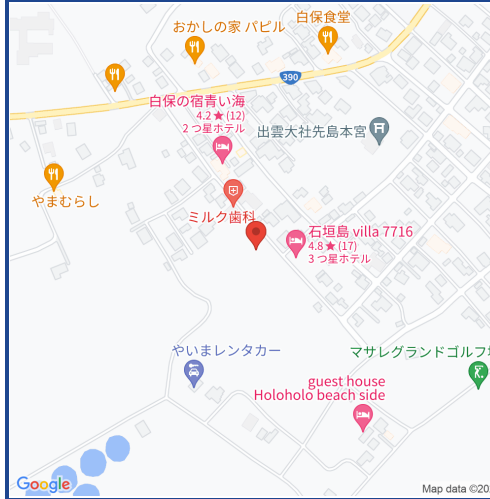 白保食堂
おかしの家 パピル
390
白保の宿青い海
4.2★(12)
2 つ星ホテル
出雲大社先島本宮
やまむらし
ミルク歯科
石垣島 villa 7716
4.8★(17)
3 つ星ホテル
やいまレンタカー
マサレグランドゴルフ
guest house
Holoholo beach side
Google
Map data ©20